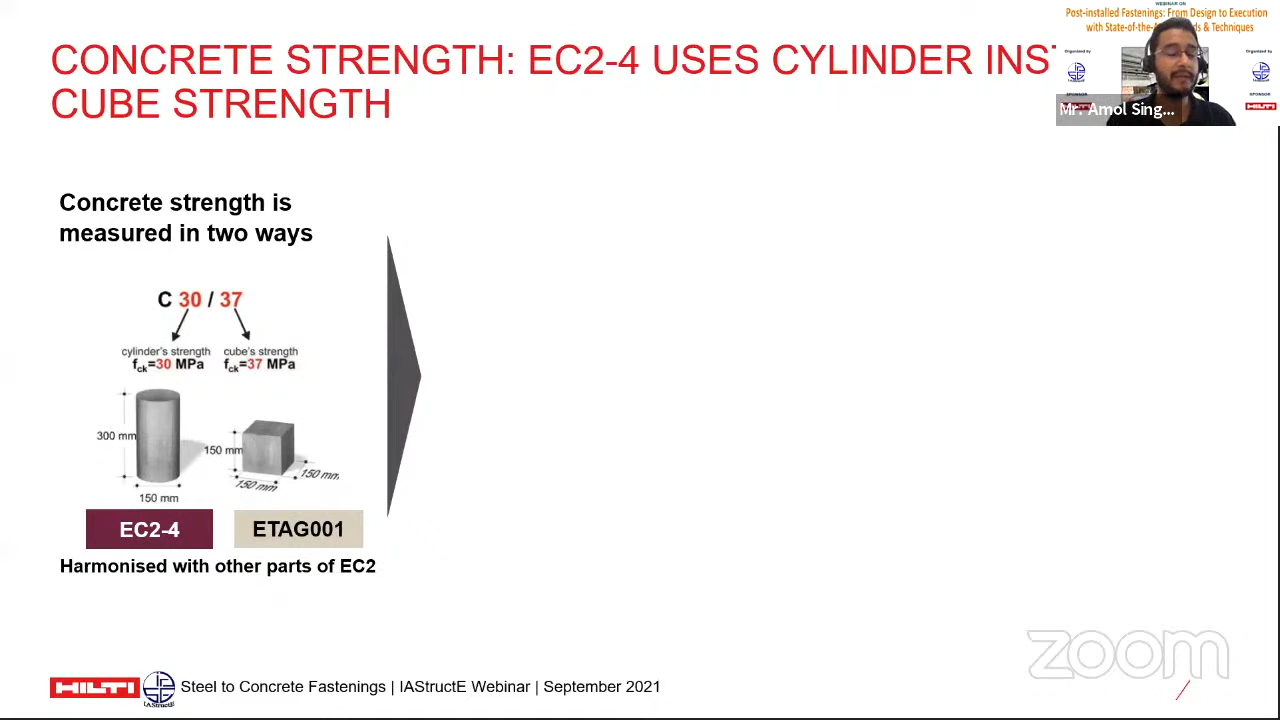 CONCRETE STRENGTH: EC2-4 USES CYLINDER INST
CUBE STRENGTH
WEBINAR ON
Post-installed Fastenings: From Design to Execution
with State-of-the-A ds & Techniques
Organized by
Organized by
SPONSOR
SPONSOR
HILTI
Mr. Amol Sing...
Concrete strength is
measured in two ways
C 30 / 37
cylinder's strength
fck=30 MPa
cube's strength
fck=37 MPa
300 mm
150 mm
150 mm
150 mm
150 mm
EC2-4
ETAG001
Harmonised with other parts of EC2
zoom
HILTI
IAStructE
Steel to Concrete Fastenings | IAStructE Webinar | September 2021